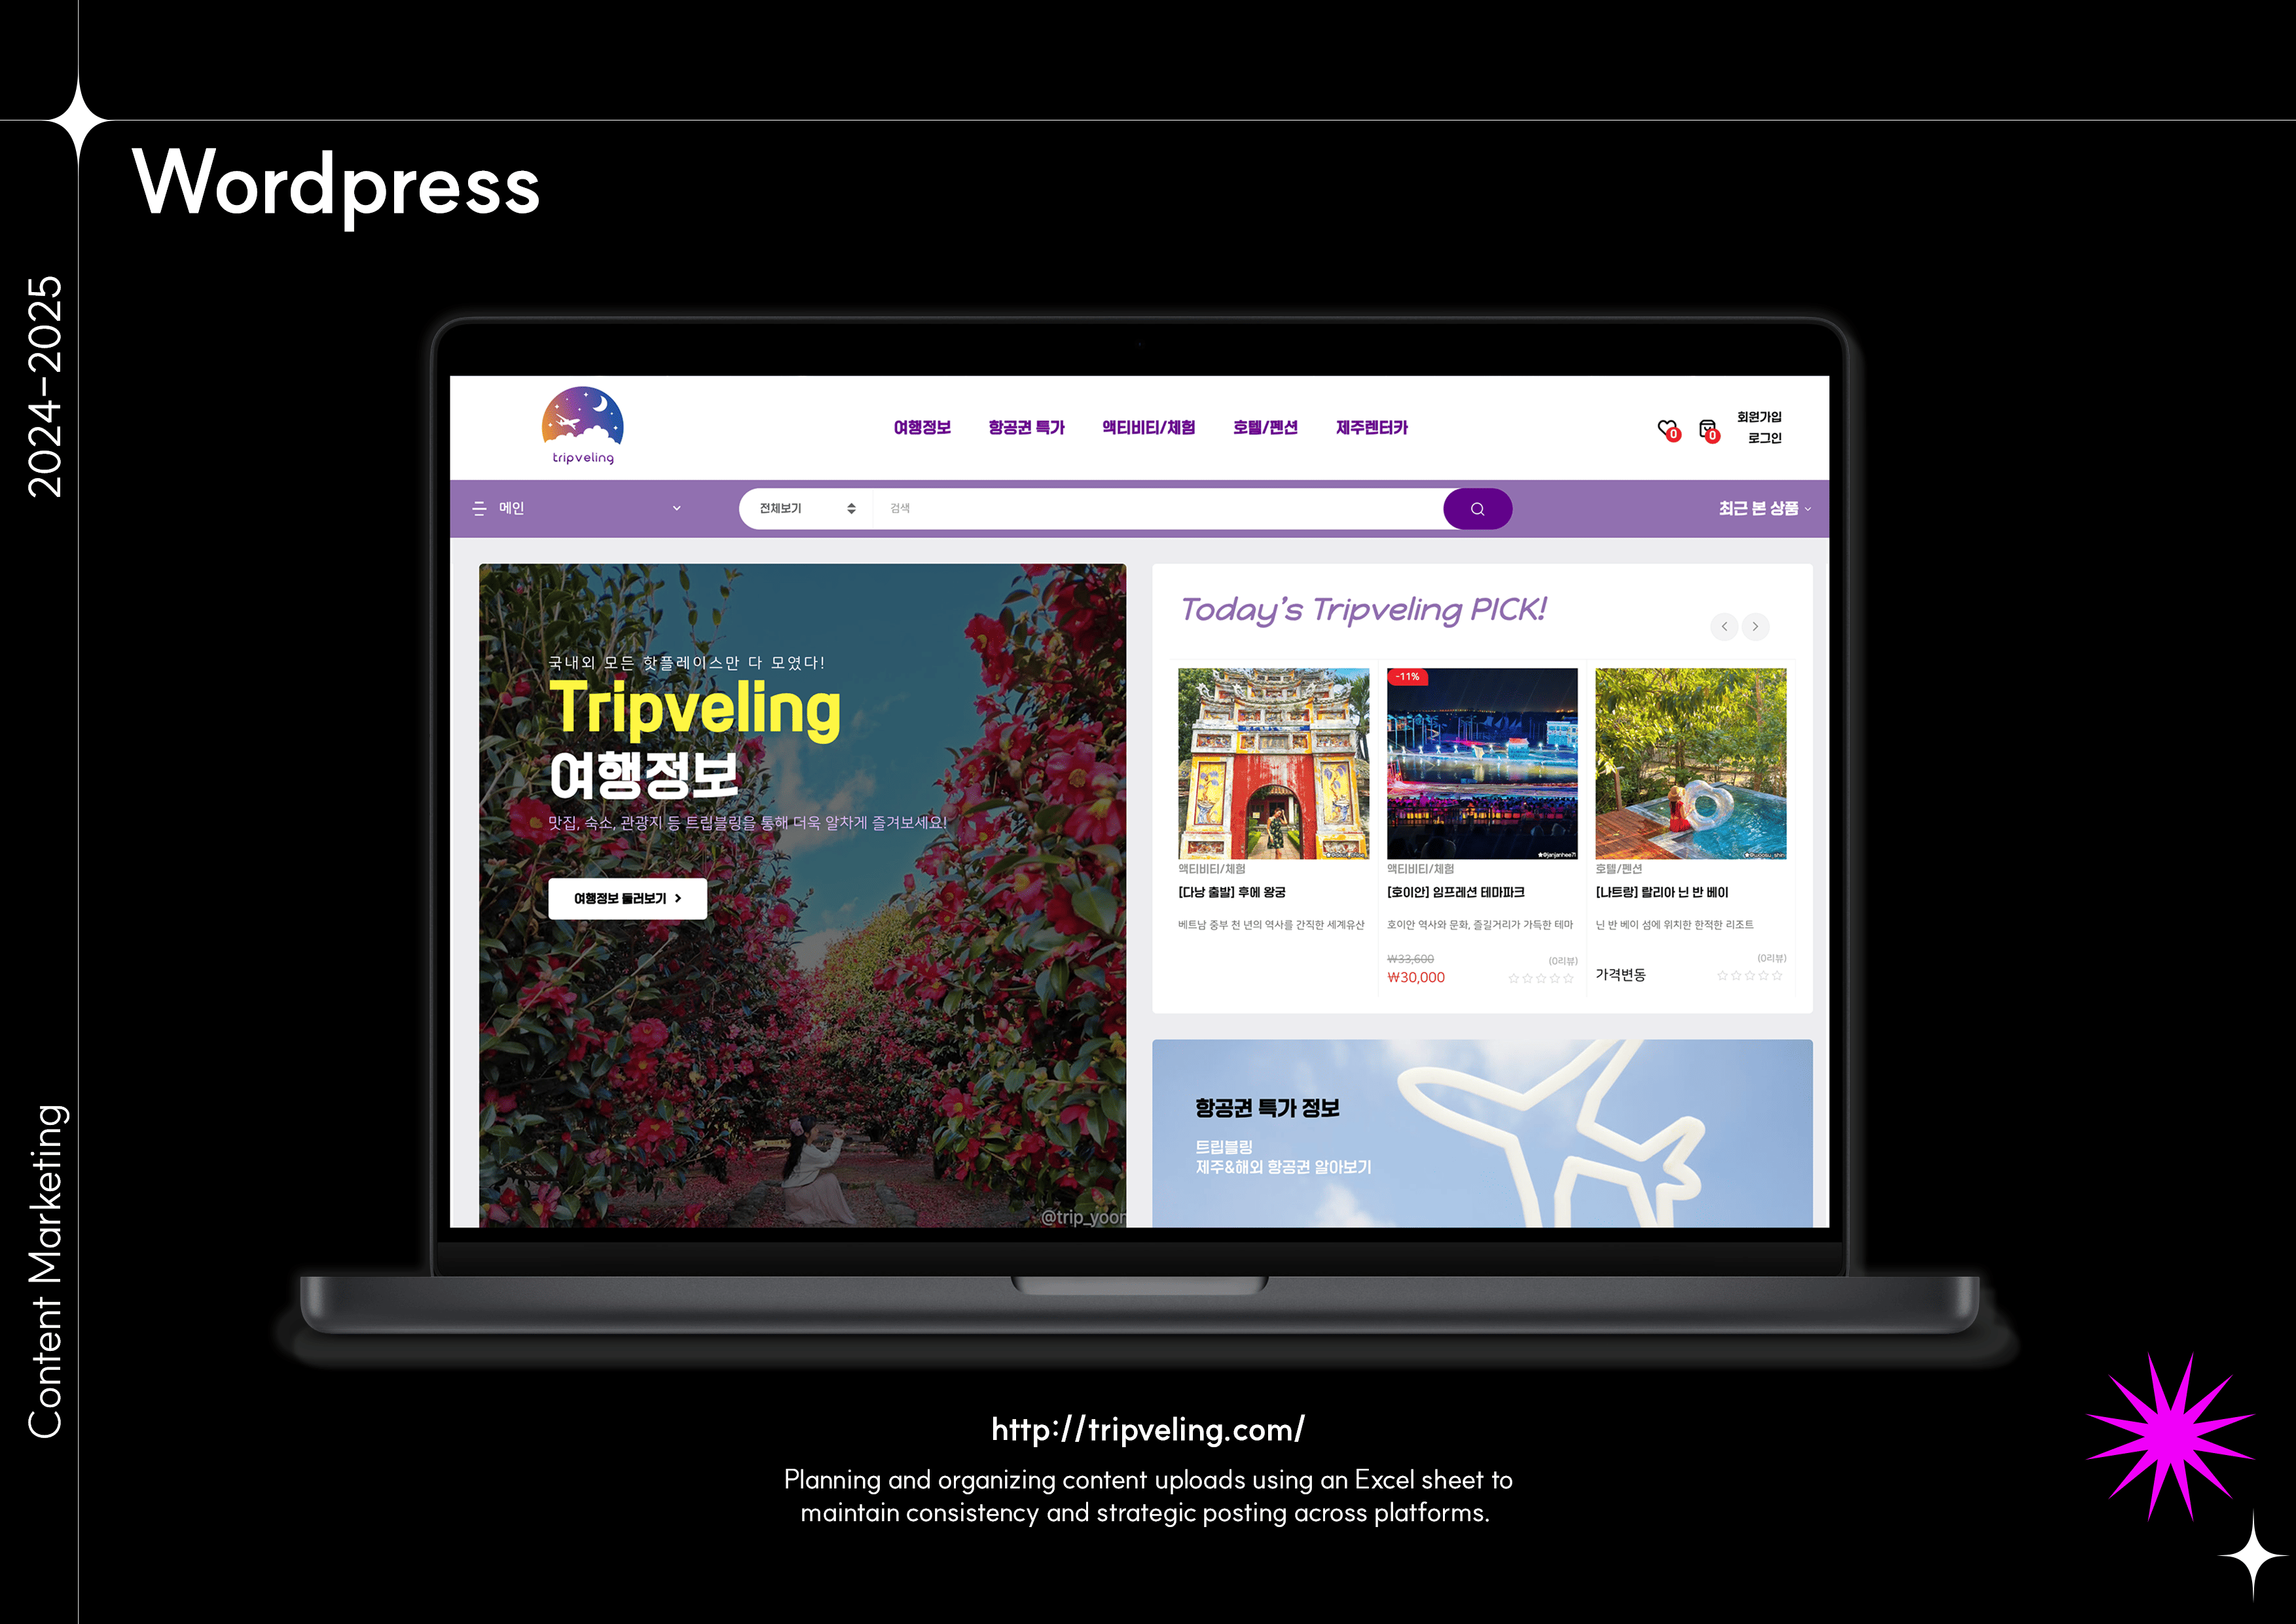 Wordpress
2024-2025
Content Marketing
tripveling
여행정보 항공권 특가 액티비티/체험 호텔/펜션 제주렌터카
0 0
회원가입
로그인
메인
전체보기
검색
최근 본 상품
국내외 모든 핫플레이스만 다 모였다!
Tripveling
여행정보
맛집, 숙소, 관광지 등 트립블링을 통해 더욱 알차게 즐겨보세요!
여행정보 둘러보기
@trip_yoon
Today's Tripveling PICK!
액티비티/체험
[다낭 출발] 후에 왕궁
베트남 중부 천 년의 역사를 간직한 세계유산
-11%
★@janjanhee71
액티비티/체험
[호이안] 임프레션 테마파크
호이안 역사와 문화, 즐길거리가 가득한 테마
₩33,600
(0리뷰)
₩30,000
호텔/펜션
[나트랑] 랄리아 닌 반 베이
닌 반 베이 섬에 위치한 한적한 리조트
(0리뷰)
가격변동
항공권 특가 정보
트립블링
제주&해외 항공권 알아보기
http://tripveling.com/
Planning and organizing content uploads using an Excel sheet to
maintain consistency and strategic posting across platforms.